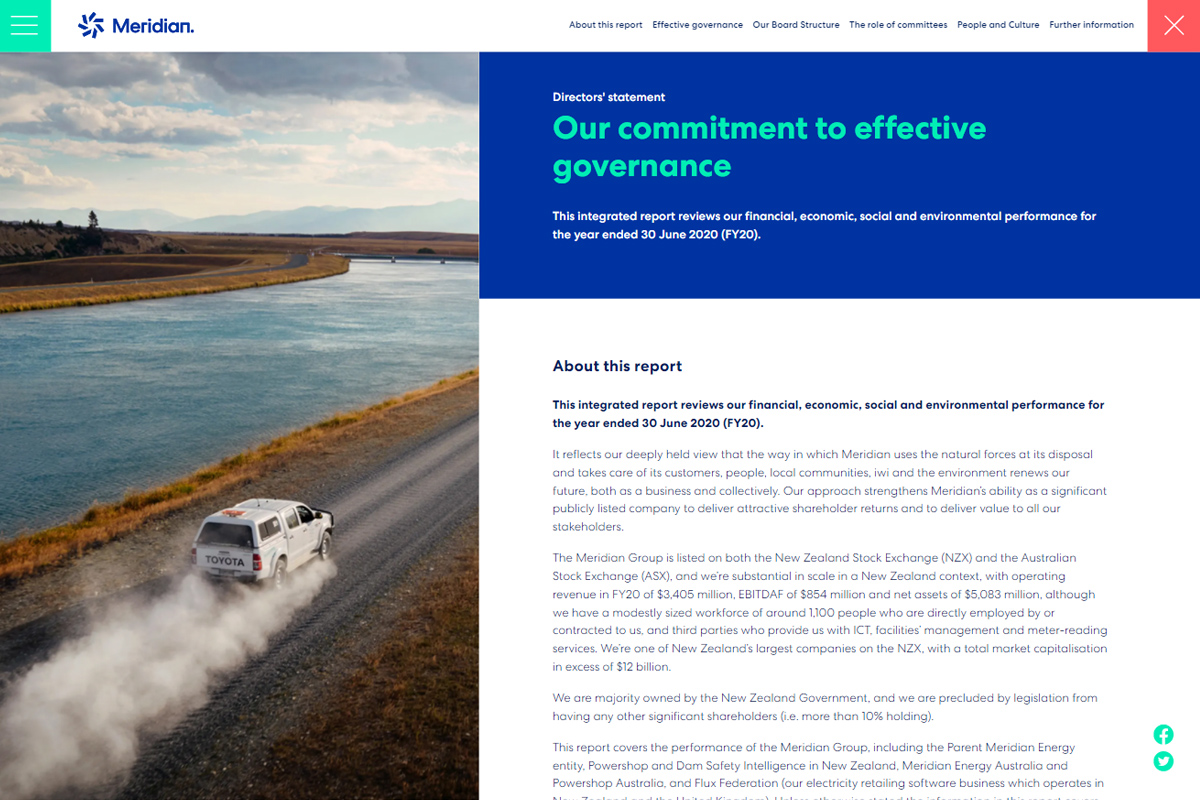 Meridian.
About this report Effective governance Our Board Structure The role of committees People and Culture Further information
Directors' statement
Our commitment to effective
governance
This integrated report reviews our financial, economic, social and environmental performance for
the year ended 30 June 2020 (FY20).
About this report
This integrated report reviews our financial, economic, social and environmental performance for
the year ended 30 June 2020 (FY20).
It reflects our deeply held view that the way in which Meridian uses the natural forces at its disposal
and takes care of its customers, people, local communities, iwi and the environment renews our
future, both as a business and collectively. Our approach strengthens Meridian's ability as a significant
publicly listed company to deliver attractive shareholder returns and to deliver value to all our
stakeholders.
The Meridian Group is listed on both the New Zealand Stock Exchange (NZX) and the Australian
Stock Exchange (ASX), and we're substantial in scale in a New Zealand context, with operating
revenue in FY20 of $3,405 million, EBITDAF of $854 million and net assets of $5,083 million, although
we have a modestly sized workforce of around 1,100 people who are directly employed by or
contracted to us, and third parties who provide us with ICT, facilities' management and meter-reading
services. We're one of New Zealand's largest companies on the NZX, with a total market capitalisation
in excess of $12 billion.
We are majority owned by the New Zealand Government, and we are precluded by legislation from
having any other significant shareholders (i.e. more than 10% holding).
This report covers the performance of the Meridian Group, including the Parent Meridian Energy
entity, Powershop and Dam Safety Intelligence in New Zealand, Meridian Energy Australia and
Powershop Australia, and Flux Federation (our electricity retailing software business which operates in
New Zealand and the United Kingdom). Unless otherwise stated the information in this report covers
TOYOTA